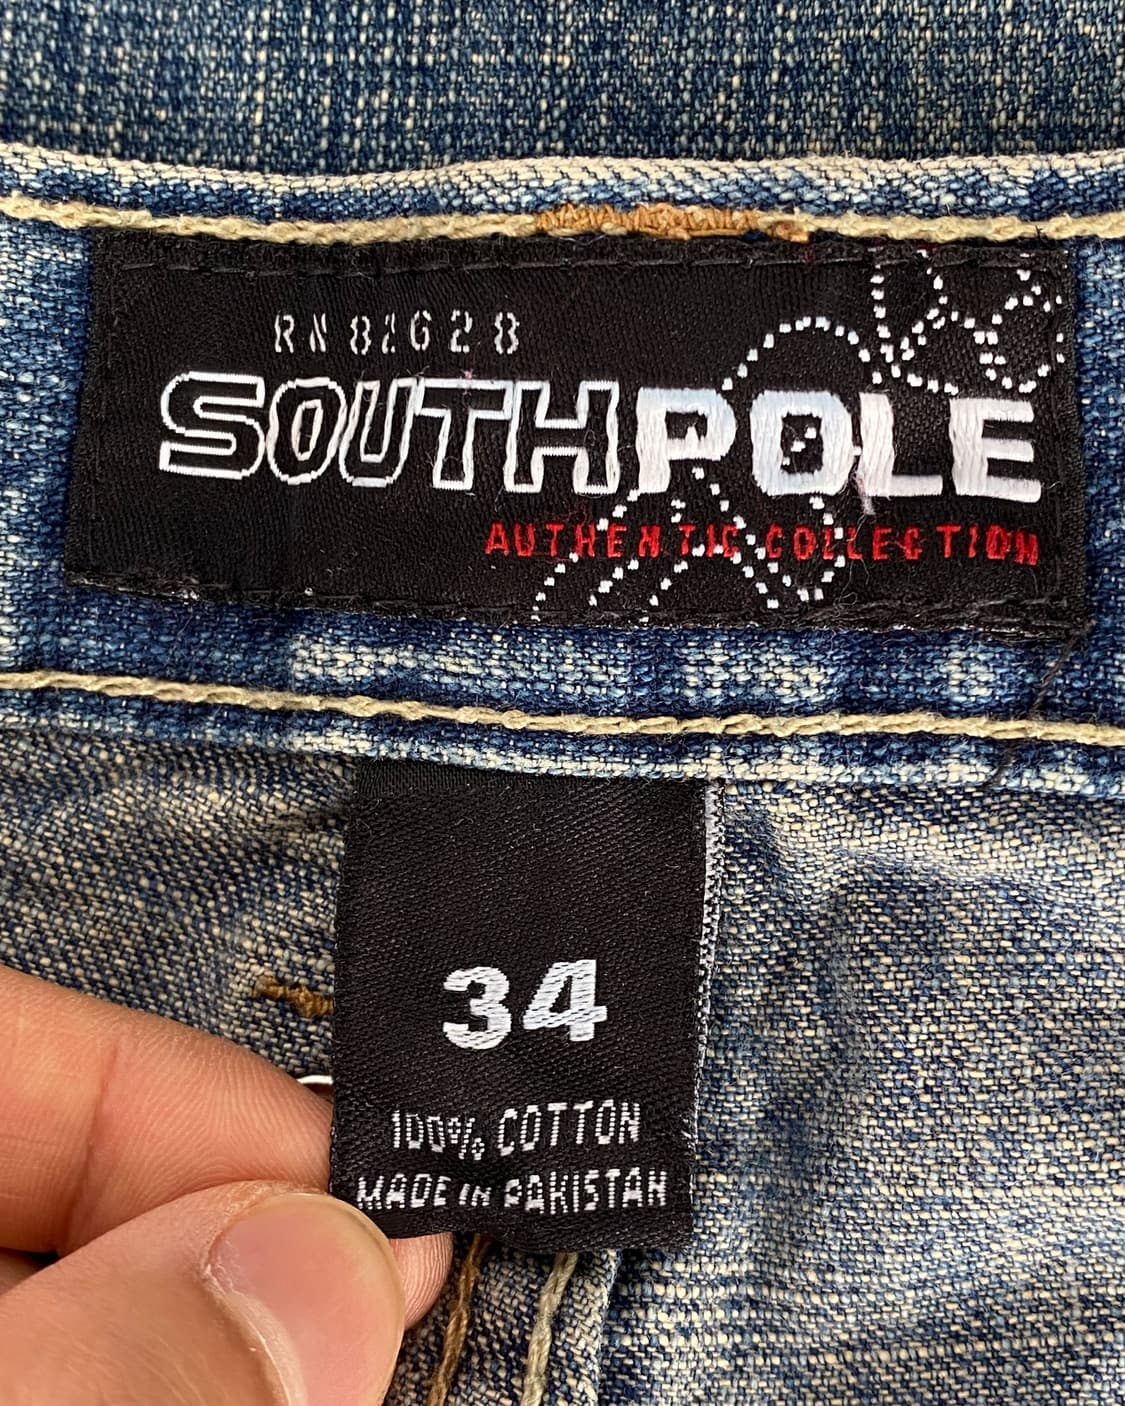 RN 82628
SOUTHPOLE
AUTHENTIC COLLECTION
34
100% COTTON
MADE IN PAKISTAN